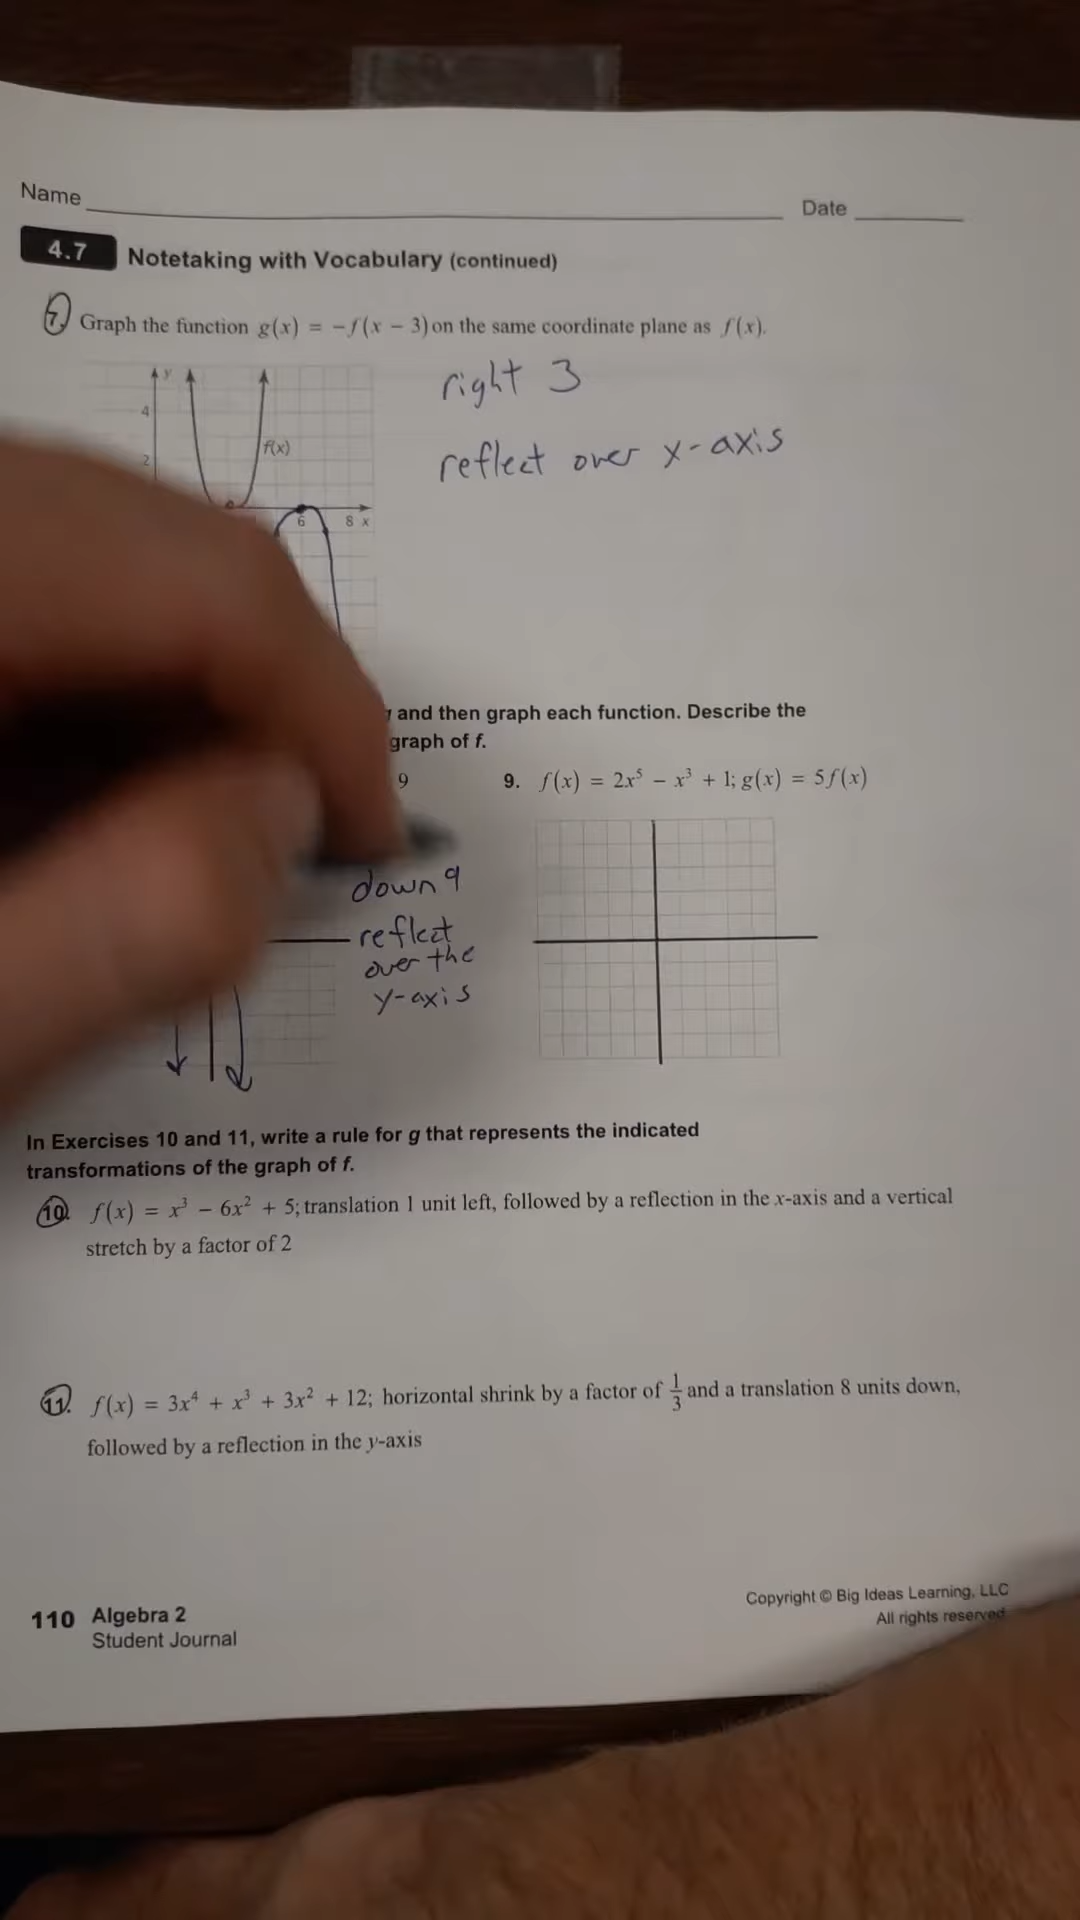 Name
Date
4.7 Notetaking with Vocabulary (continued)
7. Graph the function g(x) = −f(x − 3) on the same coordinate plane as f(x).
right 3
reflect over x-axis
y
4
2
f(x)
6 8 x
and then graph each function. Describe the
graph of f.
9
9. f(x) = 2x⁵ − x³ + 1; g(x) = 5f(x)
down 9
reflect
over the
y-axis
In Exercises 10 and 11, write a rule for g that represents the indicated
transformations of the graph of f.
10. f(x) = x³ − 6x² + 5; translation 1 unit left, followed by a reflection in the x-axis and a vertical
stretch by a factor of 2
11. f(x) = 3x⁴ + x³ + 3x² + 12; horizontal shrink by a factor of 1/3 and a translation 8 units down,
followed by a reflection in the y-axis
110 Algebra 2
Student Journal
Copyright © Big Ideas Learning, LLC
All rights reserved